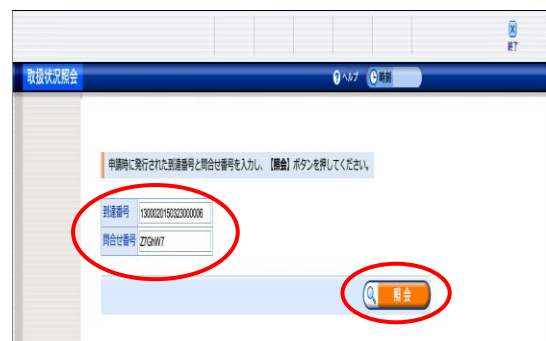 終了
取扱状況照会
ヘルプ 時刻
申請時に発行された到達番号と問合せ番号を入力し、【照会】ボタンを押してください。
到達番号 1300020150323000006
問合せ番号 Z7GhW7
照会